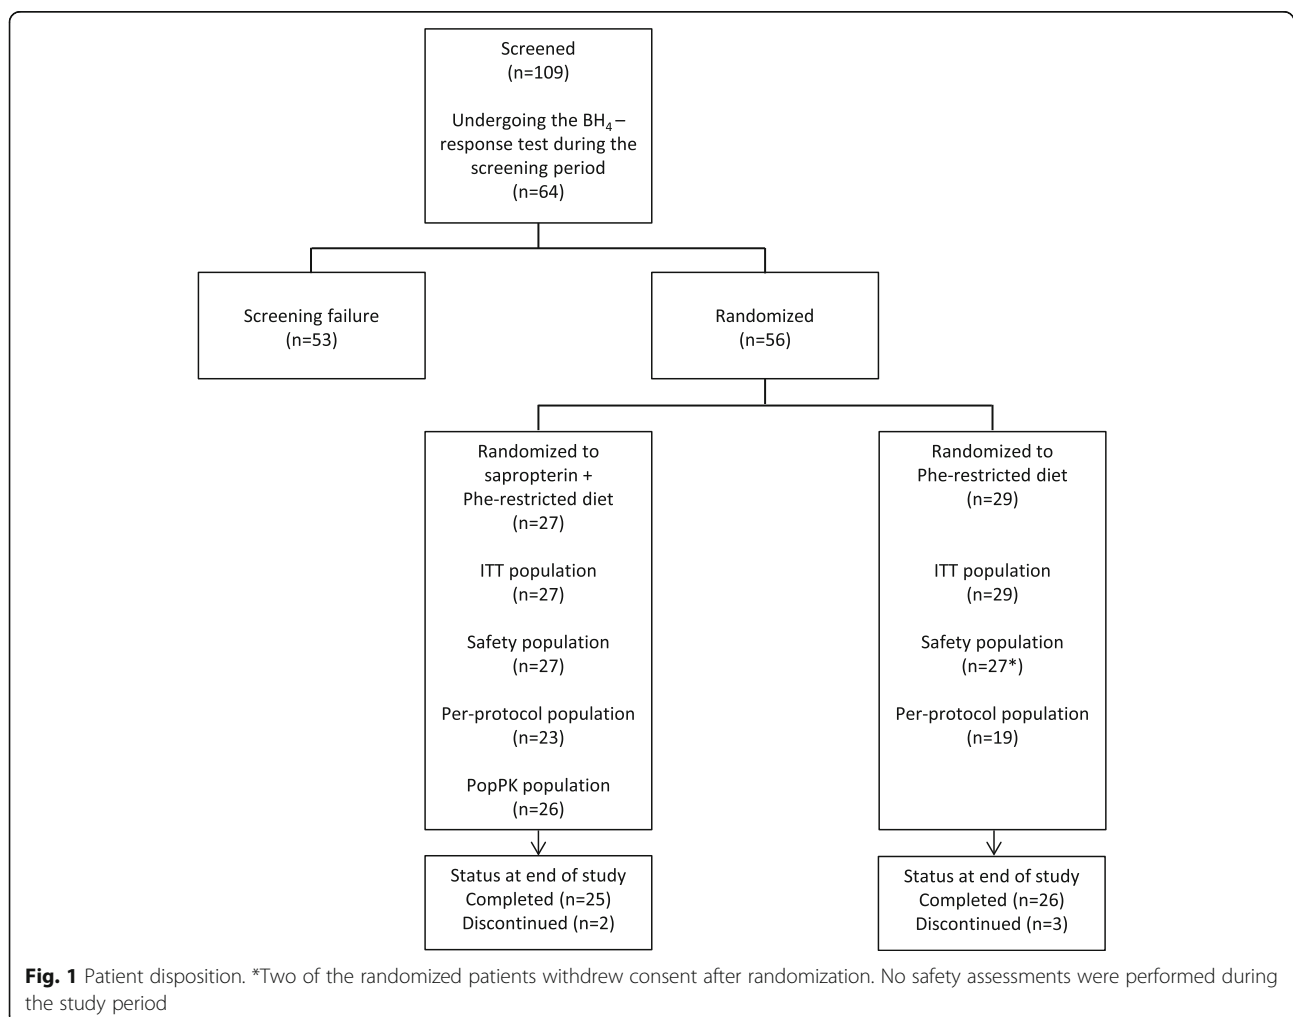 Screened
(n=109)
Undergoing the BH4–
response test during the
screening period
(n=64)
Screening failure
(n=53)
Randomized
(n=56)
Randomized to
sapropterin +
Phe-restricted diet
(n=27)
ITT population
(n=27)
Safety population
(n=27)
Per-protocol population
(n=23)
PopPK population
(n=26)
Randomized to
Phe-restricted diet
(n=29)
ITT population
(n=29)
Safety population
(n=27*)
Per-protocol population
(n=19)
Status at end of study
Completed (n=25)
Discontinued (n=2)
Status at end of study
Completed (n=26)
Discontinued (n=3)
Fig. 1 Patient disposition. *Two of the randomized patients withdrew consent after randomization. No safety assessments were performed during
the study period